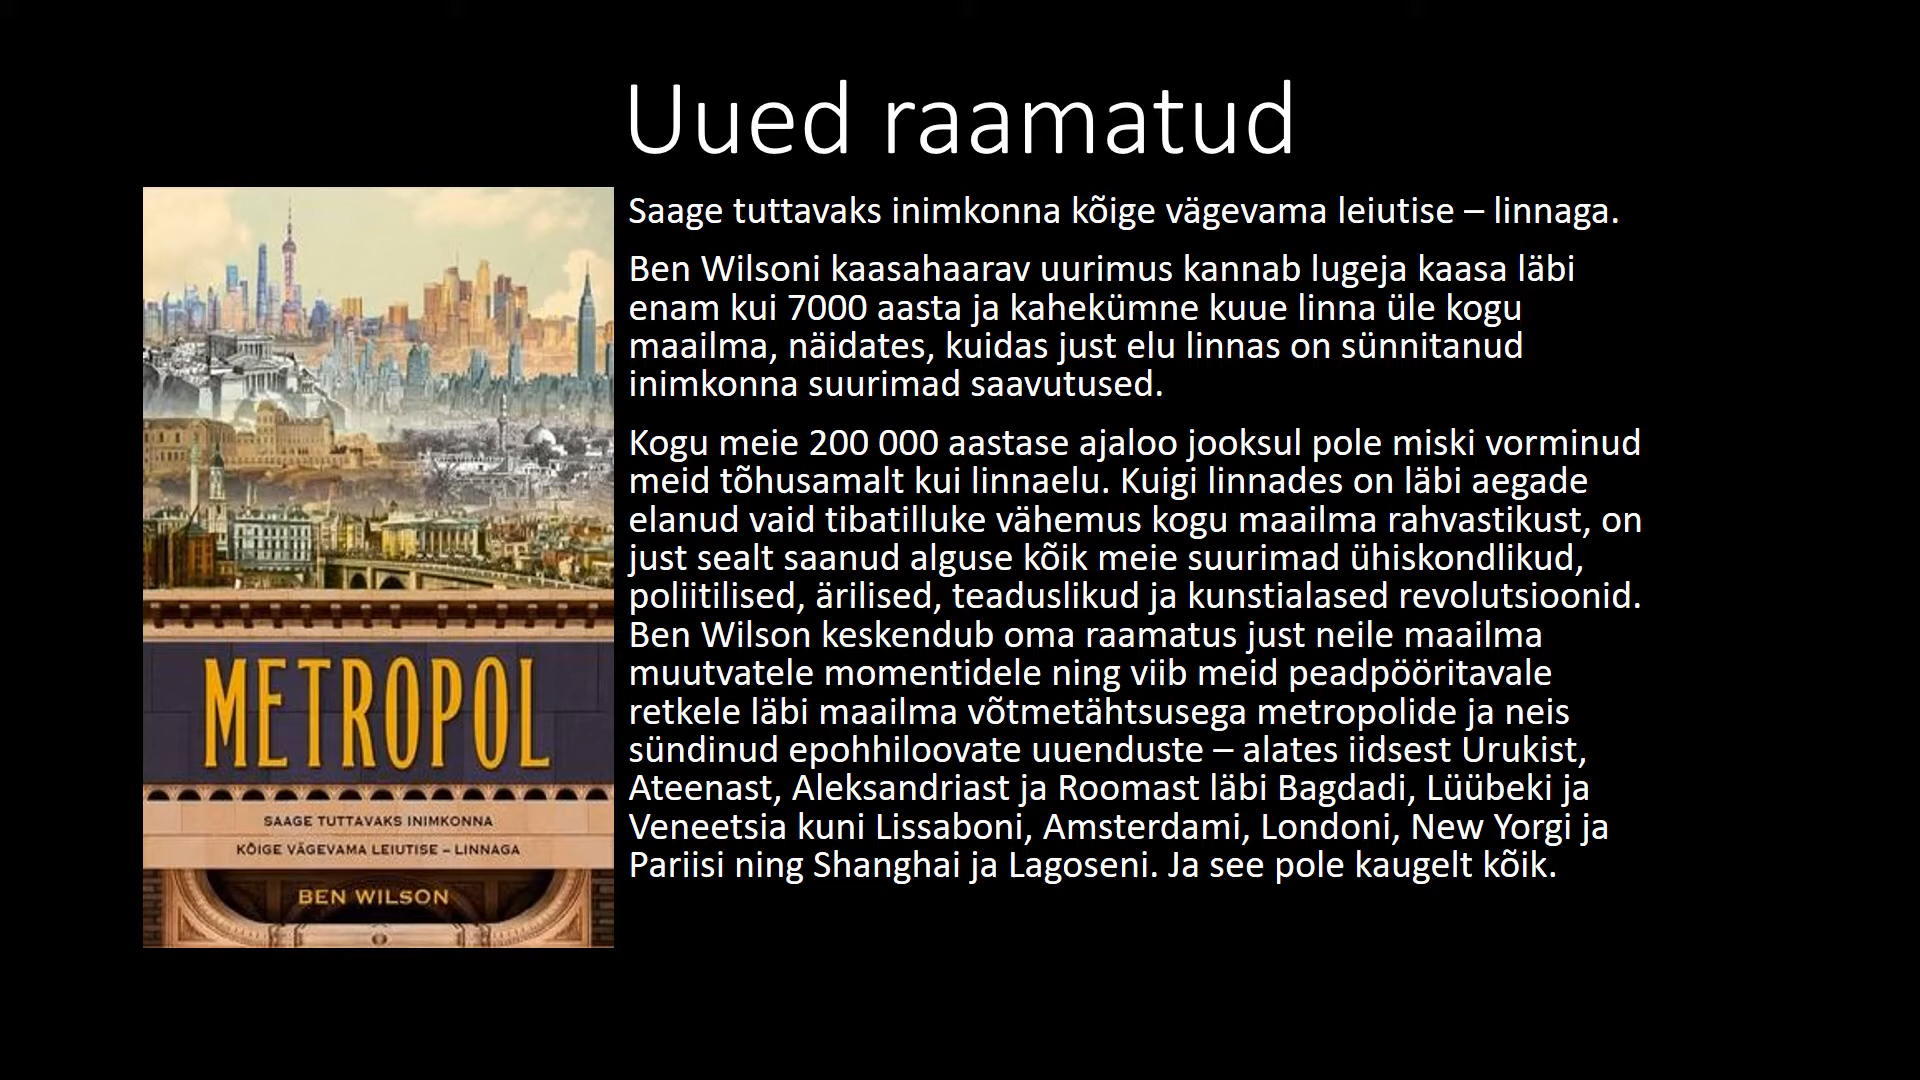 Uued raamatud
Saage tuttavaks inimkonna kõige vägevama leiutise – linnaga.
Ben Wilsoni kaasahaarav uurimus kannab lugeja kaasa läbi
enam kui 7000 aasta ja kahekümne kuue linna üle kogu
maailma, näidates, kuidas just elu linnas on sünnitanud
inimkonna suurimad saavutused.
Kogu meie 200 000 aastase ajaloo jooksul pole miski vorminud
meid tõhusamalt kui linnaelu. Kuigi linnades on läbi aegade
elanud vaid tibatilluke vähemus kogu maailma rahvastikust, on
just sealt saanud alguse kõik meie suurimad ühiskondlikud,
poliitilised, ärilised, teaduslikud ja kunstialased revolutsioonid.
Ben Wilson keskendub oma raamatus just neile maailma
muutvatele momentidele ning viib meid peadpööritavale
retkele läbi maailma võtmetähtsusega metropolide ja neis
sündinud epohhiloovate uuenduste – alates iidsest Urukist,
Ateenast, Aleksandriast ja Roomast läbi Bagdadi, Lüübeki ja
Veneetsia kuni Lissaboni, Amsterdami, Londoni, New Yorgi ja
Pariisi ning Shanghai ja Lagoseni. Ja see pole kaugelt kõik.
METROPOL
SAAGE TUTTAVAKS INIMKONNA
KÕIGE VÄGEVAMA LEIUTISE – LINNAGA
BEN WILSON